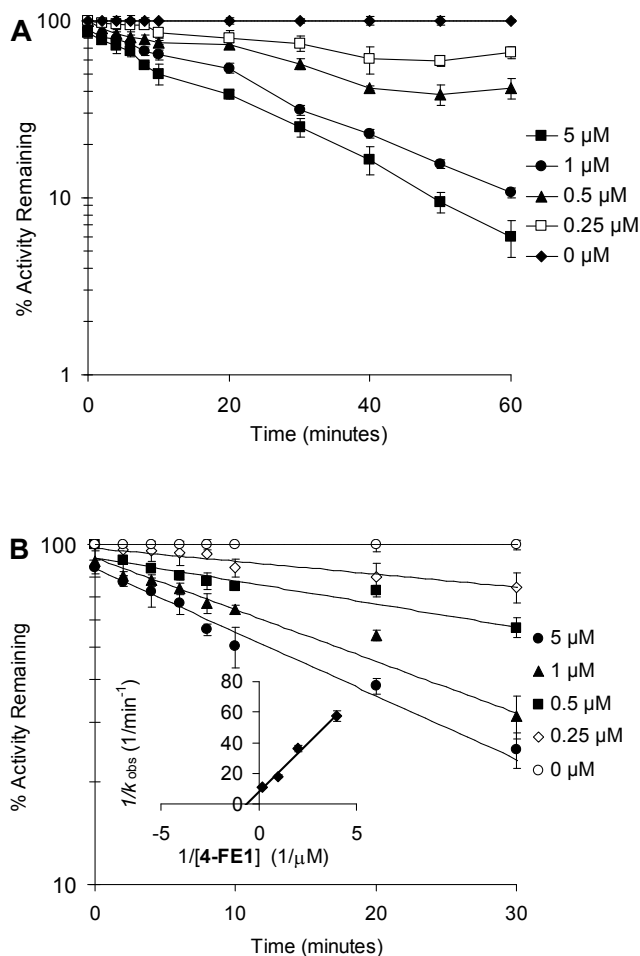 A
% Activity Remaining
100
10
1
0
20
40
60
Time (minutes)
5 µM
1 µM
0.5 µM
0.25 µM
0 µM
B
% Activity Remaining
100
10
0
10
20
30
Time (minutes)
5 µM
1 µM
0.5 µM
0.25 µM
0 µM
1/k obs (1/min⁻¹)
80
60
40
20
0
-5
0
5
1/[4-FE1] (1/µM)